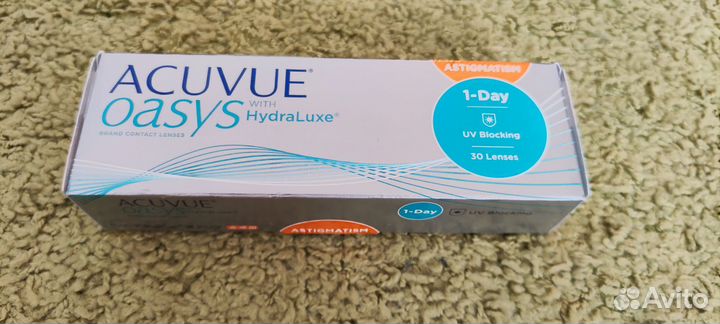 ASTIGMATISM
ACUVUE®
oasys WITH HydraLuxe®
BRAND CONTACT LENSES
1-Day
UV Blocking
30 Lenses
ACUVUE
oasys
1-Day
UV Blocking
ASTIGMATISM
Avito